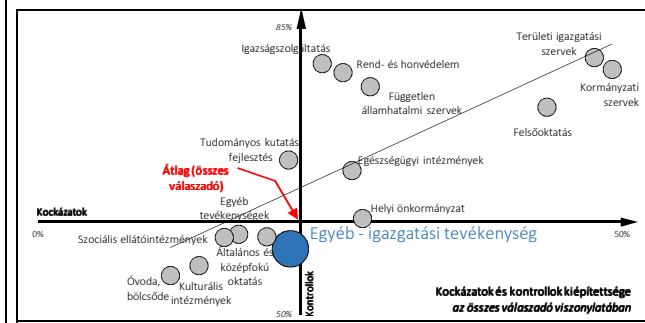 85%
Területi igazgatási
szervek
Igazságszolgáltatás
Rend- és honvédelem
Kormányzati
szervek
Független
államhatalmi szervek
Felsőoktatás
Tudományos kutatás
fejlesztés
Egészségügyi intézmények
Átlag (összes
válaszadó)
Egyéb
tevékenységek
Helyi önkormányzat
Kockázatok
0%
50%
Egyéb - igazgatási tevékenység
Szociális ellátóintézmények
Általános és
középfokú
oktatás
Óvoda,
bölcsőde
Kulturális
intézmények
Kontrollok
50%
Kockázatok és kontrollok kiépítettsége
az összes válaszadó viszonylatában